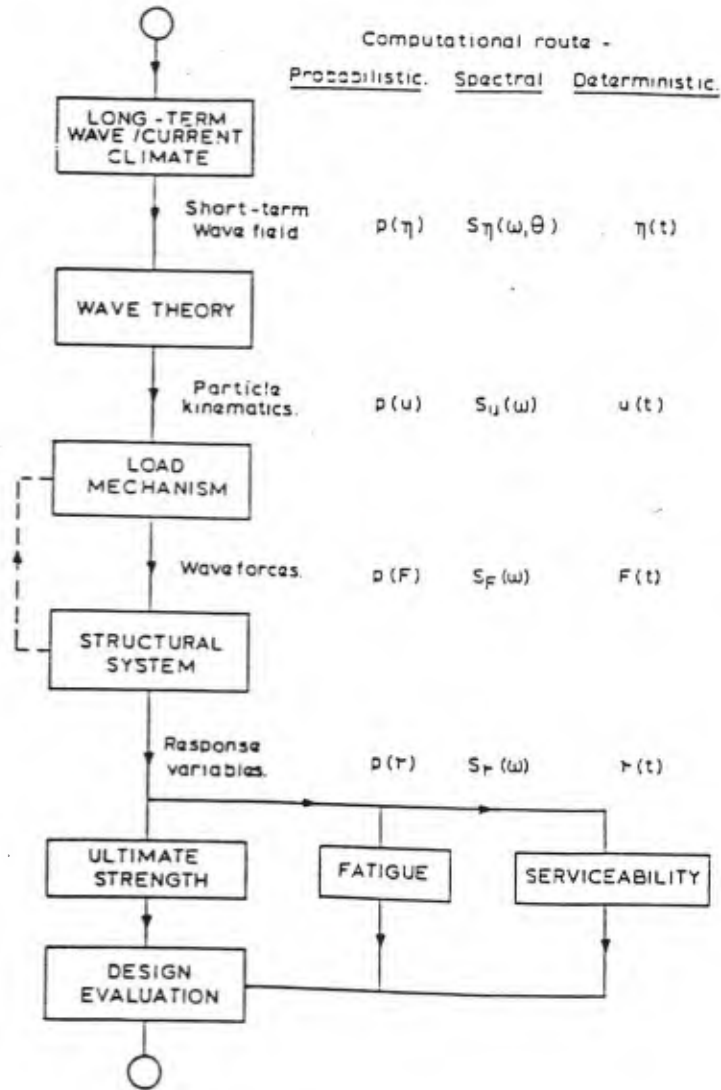 Computational route -
Probabilistic. Spectral Deterministic.
LONG-TERM
WAVE/CURRENT
CLIMATE
Short-term
Wave field
p(η) Sη(ω,θ) η(t)
WAVE THEORY
Particle
kinematics.
p(u) Su(ω) u(t)
LOAD
MECHANISM
Wave forces.
p(F) SF(ω) F(t)
STRUCTURAL
SYSTEM
Response
variables.
p(r) Sr(ω) r(t)
ULTIMATE
STRENGTH
FATIGUE
SERVICEABILITY
DESIGN
EVALUATION